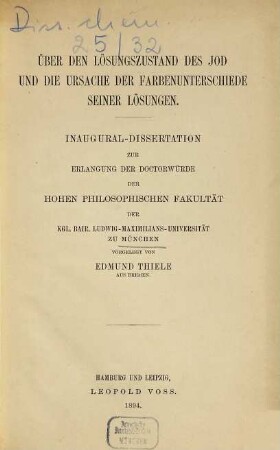 Diss. chem.
25/32
ÜBER DEN LÖSUNGSZUSTAND DES JOD
UND DIE URSACHE DER FARBENUNTERSCHIEDE
SEINER LÖSUNGEN.
INAUGURAL-DISSERTATION
ZUR
ERLANGUNG DER DOCTORWÜRDE
DER
HOHEN PHILOSOPHISCHEN FAKULTÄT
DER
KGL. BAIR. LUDWIG-MAXIMILIANS-UNIVERSITÄT
ZU MÜNCHEN
VORGELEGT VON
EDMUND THIELE
AUS
HAMBURG UND LEIPZIG,
LEOPOLD VOSS.
1894.
MÜNCHEN